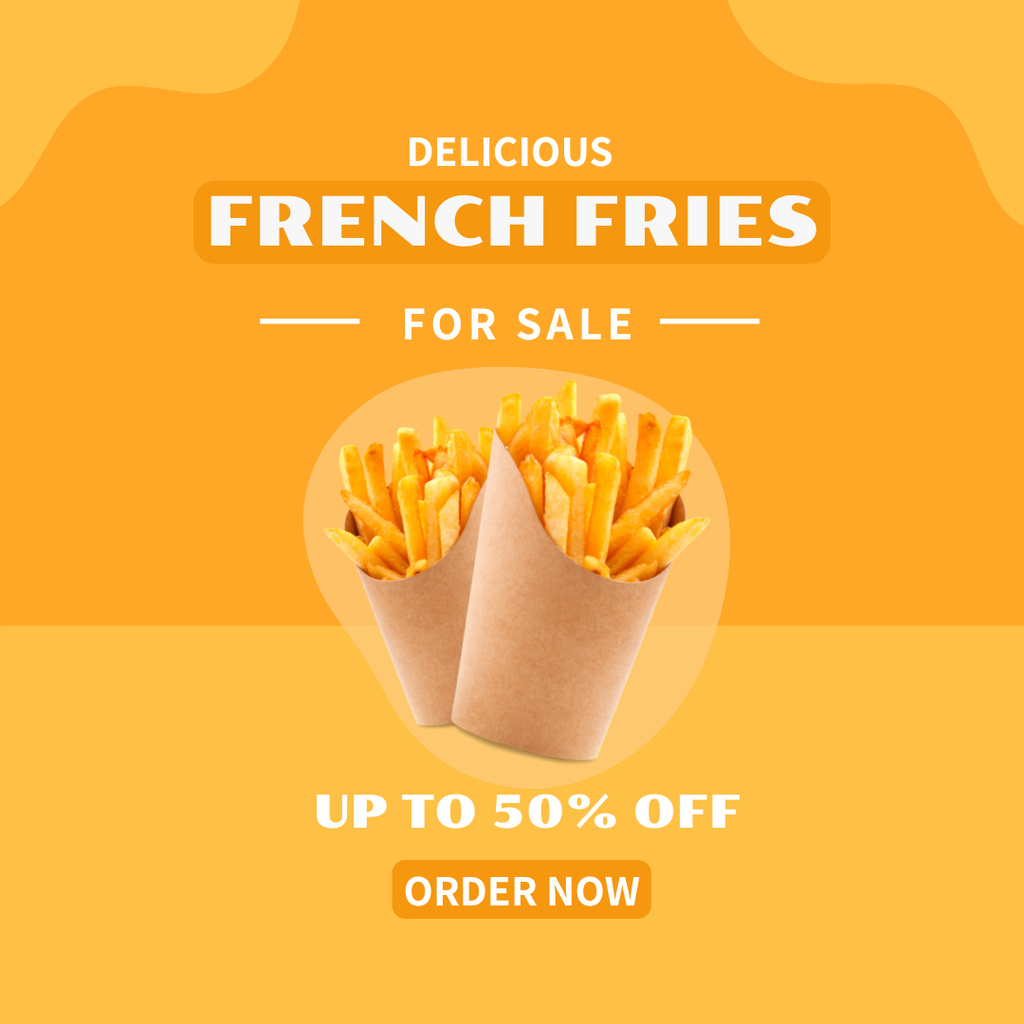 DELICIOUS
FRENCH FRIES
FOR SALE
UP TO 50% OFF
ORDER NOW